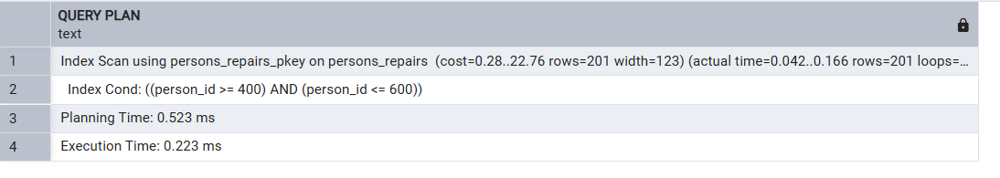 QUERY PLAN
text
1 Index Scan using persons_repairs_pkey on persons_repairs (cost=0.28..22.76 rows=201 width=123) (actual time=0.042..0.166 rows=201 loops=...
2 Index Cond: ((person_id >= 400) AND (person_id <= 600))
3 Planning Time: 0.523 ms
4 Execution Time: 0.223 ms